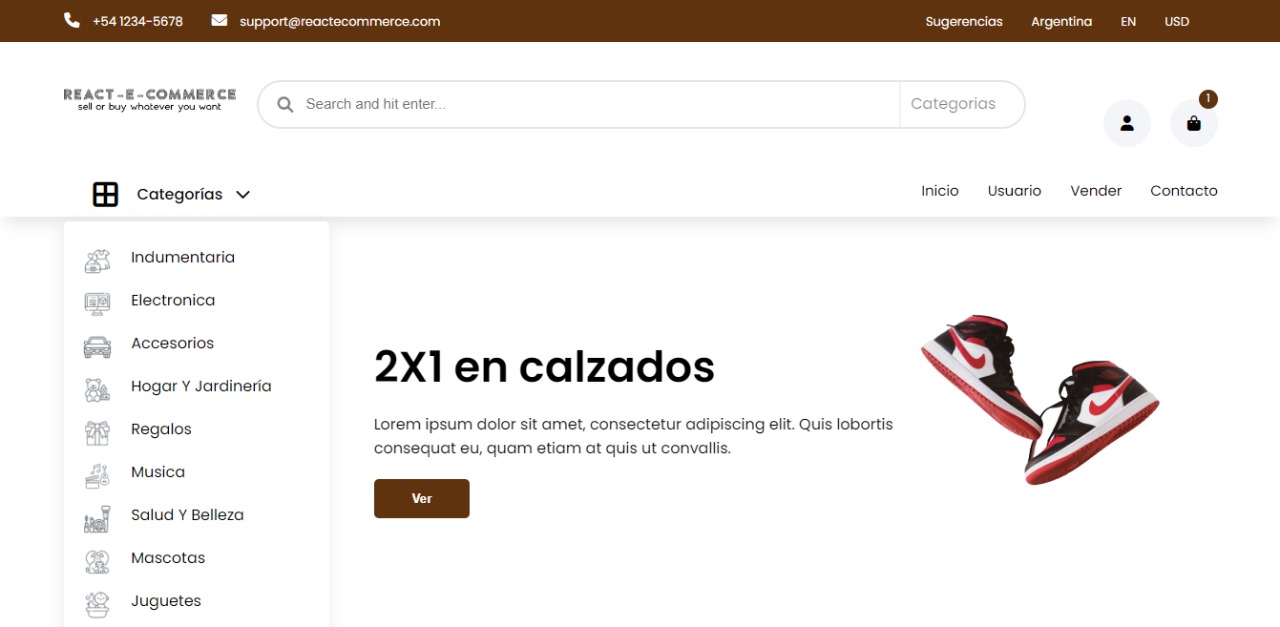 +54 1234-5678 support@reactecommerce.com Sugerencias Argentina EN USD
REACT-E-COMMERCE
sell or buy whatever you want
Search and hit enter... Categorias
1
Categorías Inicio Usuario Vender Contacto
Indumentaria
Electronica
Accesorios
Hogar Y Jardinería
Regalos
Musica
Salud Y Belleza
Mascotas
Juguetes
2X1 en calzados
Lorem ipsum dolor sit amet, consectetur adipiscing elit. Quis lobortis
consequat eu, quam etiam at quis ut convallis.
Ver